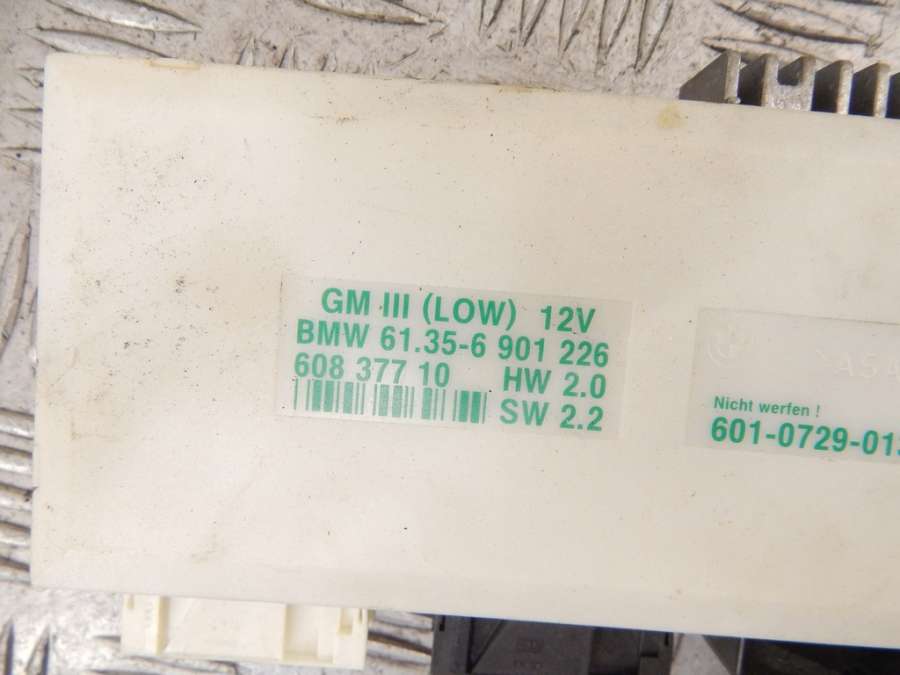 GM III (LOW) 12V
BMW 61.35-6 901 226
608 377 10 HW 2.0
SW 2.2
Nicht werfen !
601-0729-01